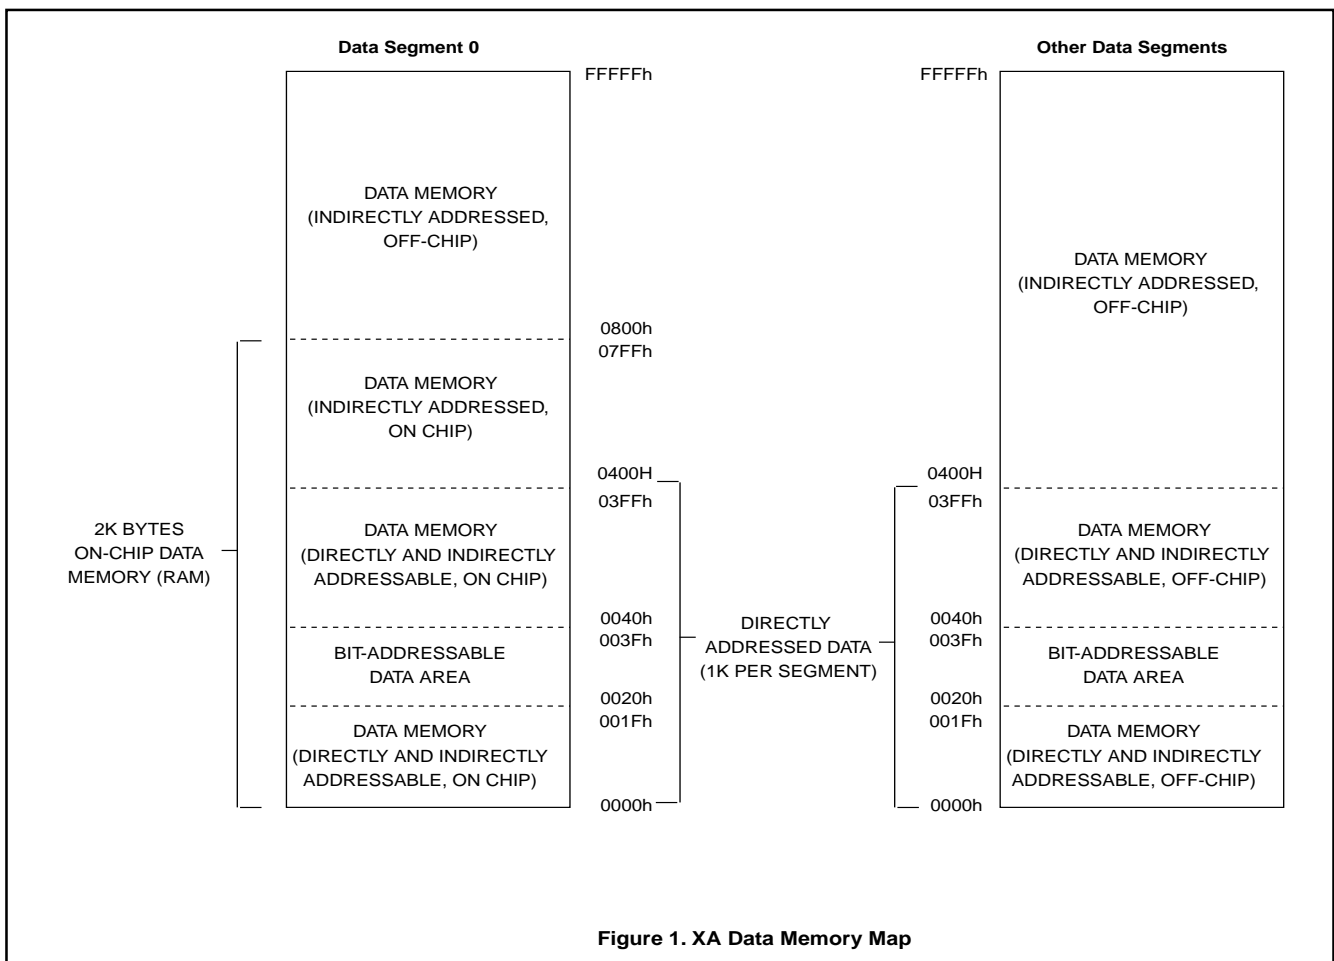 Data Segment 0
Other Data Segments
FFFFFh
FFFFFh
DATA MEMORY
(INDIRECTLY ADDRESSED,
OFF-CHIP)
DATA MEMORY
(INDIRECTLY ADDRESSED,
OFF-CHIP)
0800h
07FFh
DATA MEMORY
(INDIRECTLY ADDRESSED,
ON CHIP)
0400H
03FFh
0400H
03FFh
2K BYTES
ON-CHIP DATA
MEMORY (RAM)
DATA MEMORY
(DIRECTLY AND INDIRECTLY
ADDRESSABLE, ON CHIP)
DATA MEMORY
(DIRECTLY AND INDIRECTLY
ADDRESSABLE, OFF-CHIP)
0040h
003Fh
DIRECTLY
ADDRESSED DATA
(1K PER SEGMENT)
0040h
003Fh
BIT-ADDRESSABLE
DATA AREA
BIT-ADDRESSABLE
DATA AREA
0020h
001Fh
0020h
001Fh
DATA MEMORY
(DIRECTLY AND INDIRECTLY
ADDRESSABLE, ON CHIP)
DATA MEMORY
(DIRECTLY AND INDIRECTLY
ADDRESSABLE, OFF-CHIP)
0000h
0000h
Figure 1. XA Data Memory Map